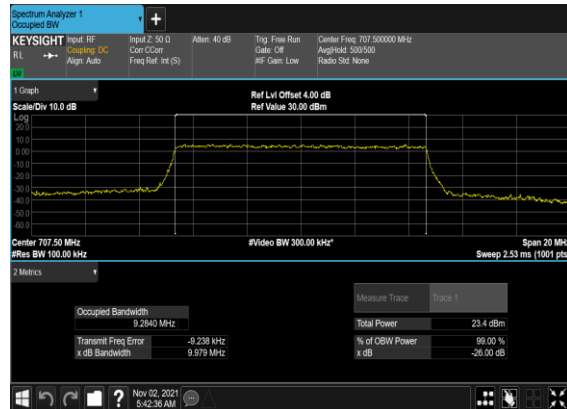 Spectrum Analyzer 1
Occupied BW
+
KEYSIGHT Input: RF Input Z: 50 Ω Atten: 40 dB Trig: Free Run Center Freq: 707.500000 MHz
RL Coupling: DC Corr CCorr Gate: Off Avg|Hold: 500/500
Align: Auto Freq Ref: Int (S) #IF Gain: Low Radio Std: None
LXI
1 Graph
Ref Lvl Offset 4.00 dB
Scale/Div 10.0 dB Ref Value 30.00 dBm
Log
20.0
10.0
0.00
-10.0
-20.0
-30.0
-40.0
-50.0
-60.0
Center 707.50 MHz #Video BW 300.00 kHz* Span 20 MHz
#Res BW 100.00 kHz Sweep 2.53 ms (1001 pts
2 Metrics
Measure Trace Trace 1
Occupied Bandwidth
9.2840 MHz Total Power 23.4 dBm
Transmit Freq Error -9.238 kHz % of OBW Power 99.00 %
x dB Bandwidth 9.979 MHz x dB -26.00 dB
? Nov 02, 2021
5:42:36 AM